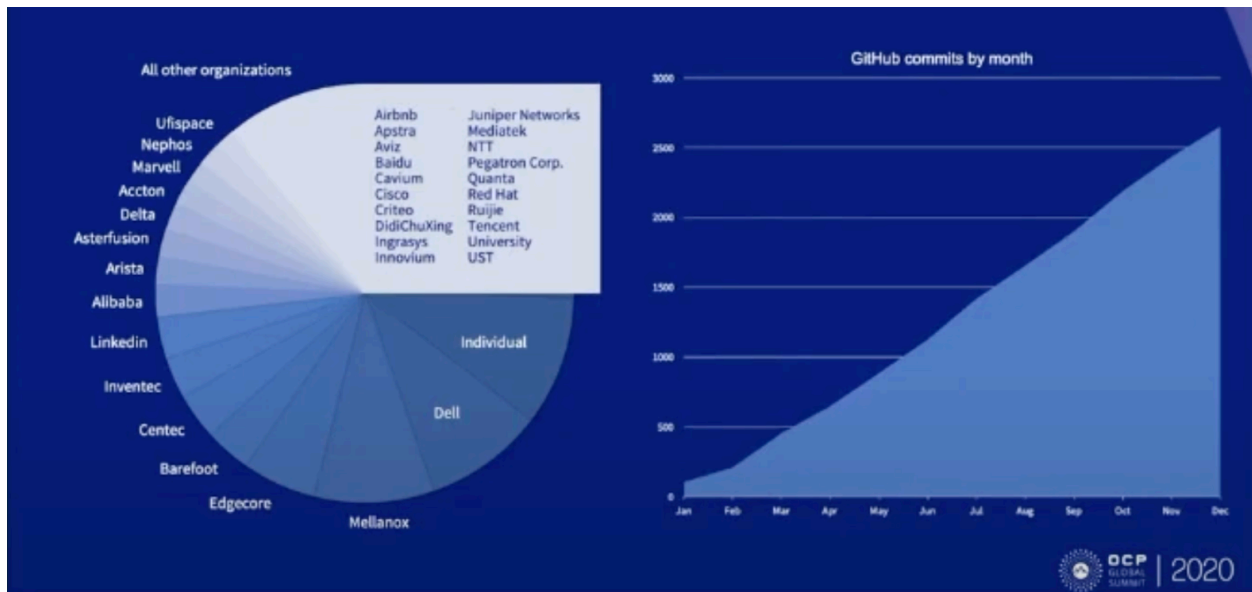 All other organizations
Ufispace
Nephos
Marvell
Accton
Delta
Asterfusion
Arista
Alibaba
Linkedin
Inventec
Centec
Barefoot
Edgecore
Mellanox
Dell
Individual
Airbnb
Apstra
Aviz
Baidu
Cavium
Cisco
Criteo
DidiChuXing
Ingrasys
Innovium
Juniper Networks
Mediatek
NTT
Pegatron Corp.
Quanta
Red Hat
Ruijie
Tencent
University
UST
GitHub commits by month
3000
2500
2000
1500
1000
500
0
Jan Feb Mar Apr May Jun Jul Aug Sep Oct Nov Dec
OCP
GLOBAL
SUMMIT
2020